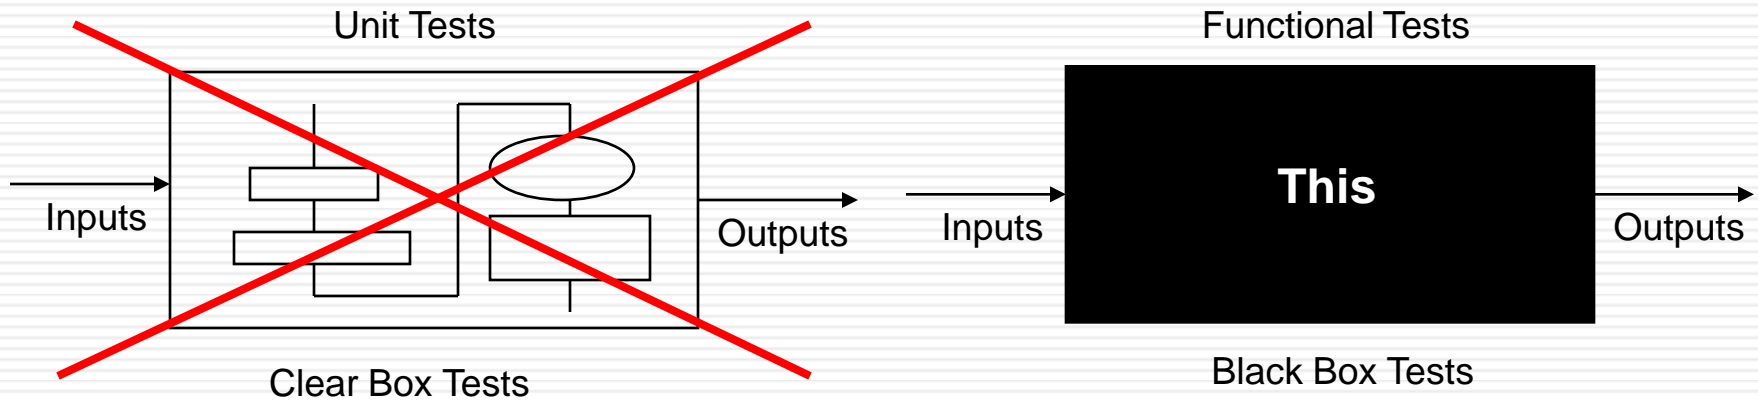 Unit Tests
Inputs
Outputs
Clear Box Tests
Functional Tests
Inputs
This
Outputs
Black Box Tests